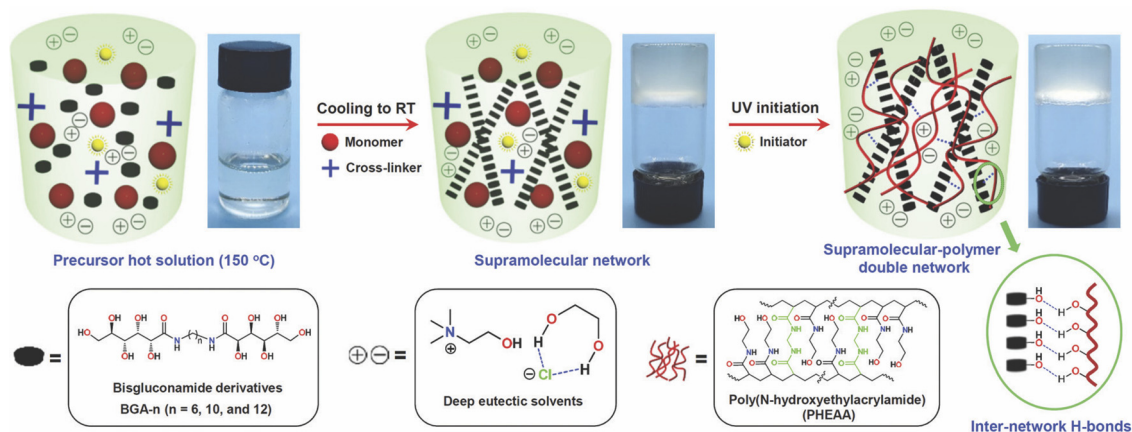 Cooling to RT
Monomer
Cross-linker
UV initiation
Initiator
Precursor hot solution (150 °C)
Supramolecular network
Supramolecular-polymer
double network
Bisgluconamide derivatives
BGA-n (n = 6, 10, and 12)
Deep eutectic solvents
Poly(N-hydroxyethylacrylamide)
(PHEAA)
Inter-network H-bonds